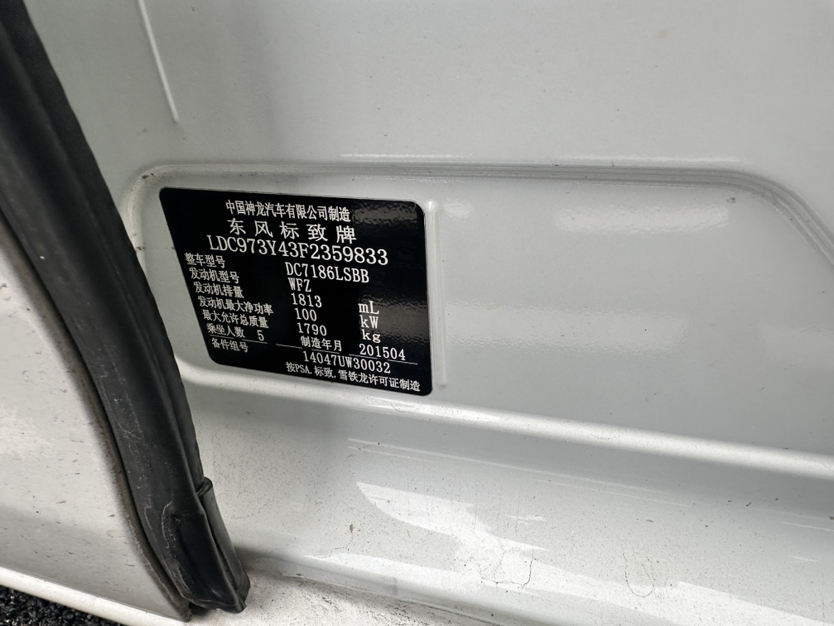 中国神龙汽车有限公司制造
东风标致牌
LDC973Y43F2359833
整车型号 DC7186LSBB
发动机型号 WFZ
发动机排量 1813 mL
发动机最大净功率 100 kW
最大允许总质量 1790 kg
乘坐人数 5 制造年月 201504
备件组号 14047UW30032
按PSA.标致.雪铁龙许可证制造